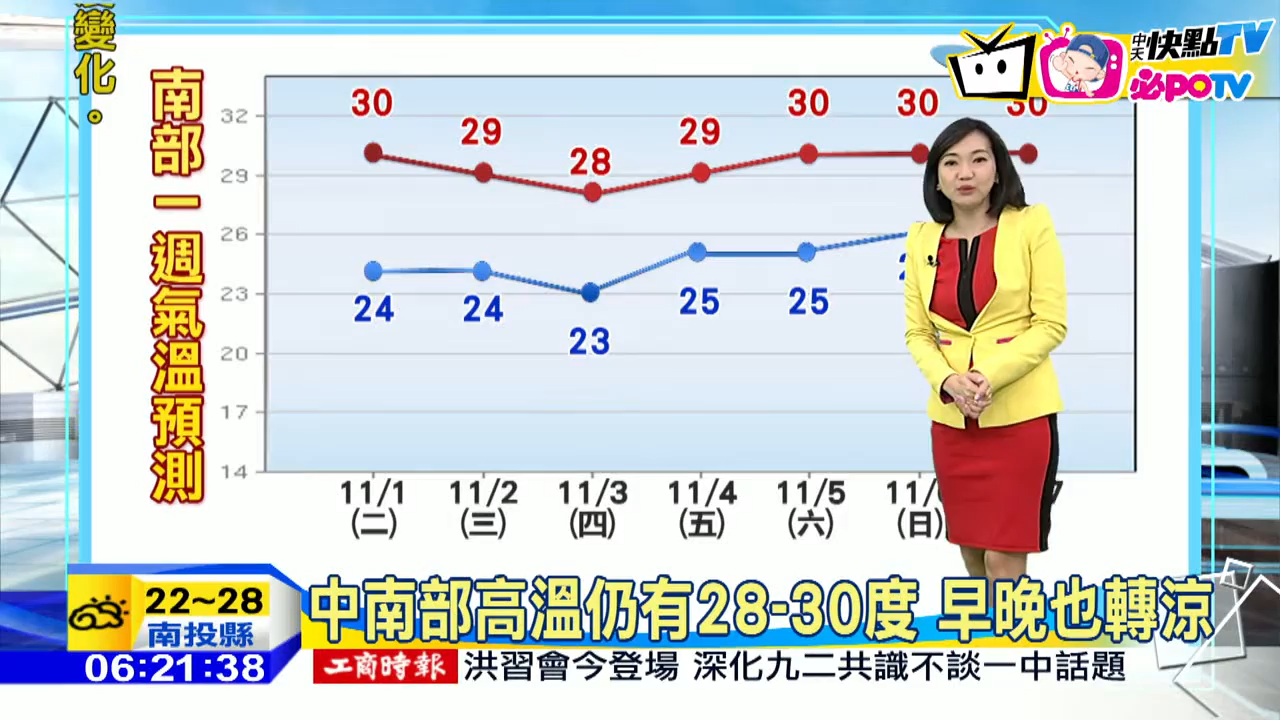 變化。
中天快點TV
必POTV
南部一週氣溫預測
32
29
26
23
20
17
14
30 29 28 29 30 30 30
24 24 23 25 25
11/1 11/2 11/3 11/4 11/5
(二) (三) (四) (五) (六) (日)
22~28
南投縣
中南部高溫仍有28-30度 早晚也轉涼
06:21:38
工商時報 洪習會今登場 深化九二共識不談一中話題